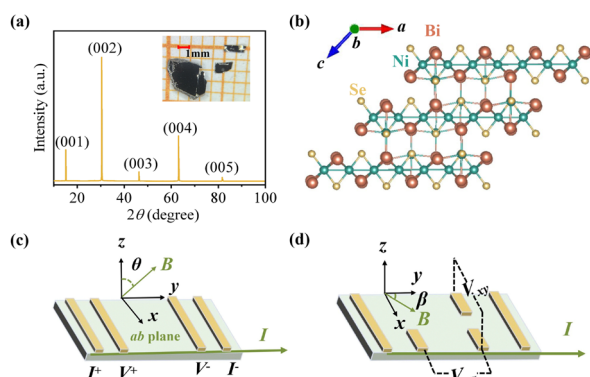 (a)
(002)
1mm
(001)
(004)
(003)
(005)
Intensity (a.u.)
20 40 60 80 100
2θ (degree)
(b)
a
b
c
Bi
Ni
Se
(c)
z
θ
B
y
x
ab plane
I
I⁺ V⁺ V⁻ I⁻
(d)
z
y
β
x
B
V
xy
I